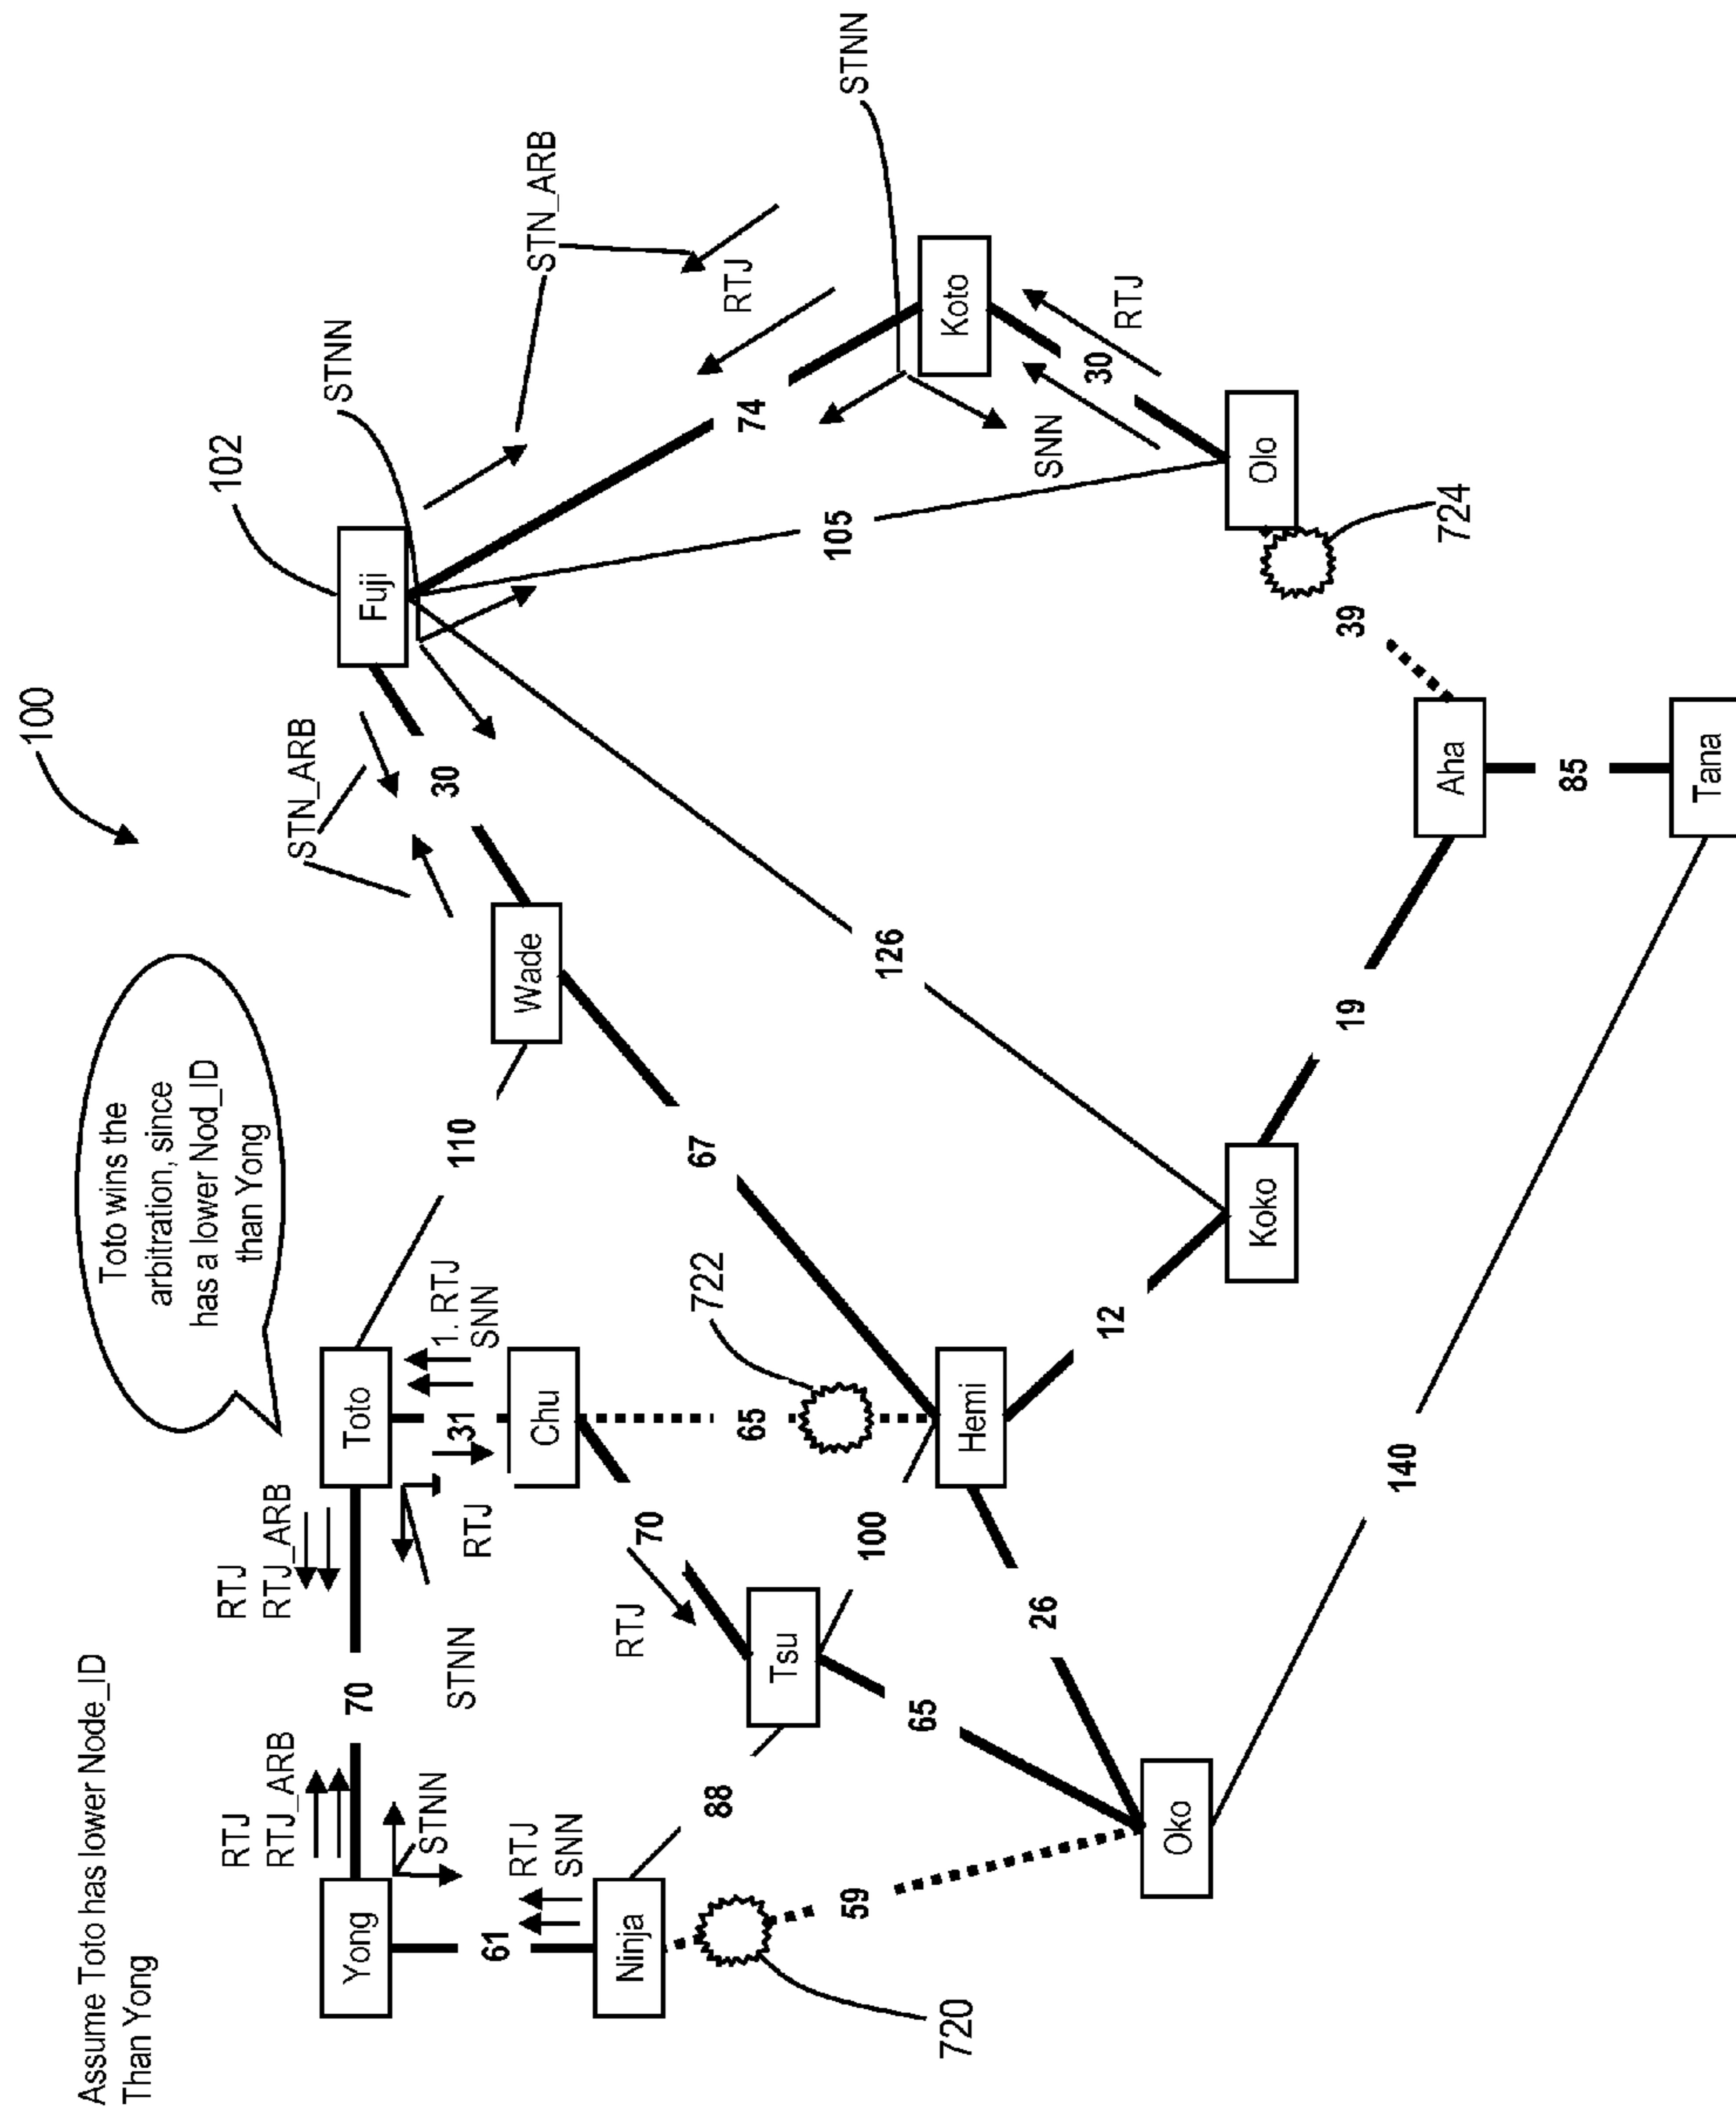 Assume Toto has lower Node_ID
Than Yong
Toto wins the
arbitration, since
has a lower Nod_ID
than Yong
100
102
STNN
STNN
STN_ARB
STN_ARB
RTJ
RTJ_ARB
RTJ
RTJ_ARB
Yong
70
Toto
110
Wade
30
Fuji
74
Koto
RTJ
STNN
STNN
RTJ
1. RTJ
SNN
31
Chu
RTJ
SNN
61
Ninja
720
88
59
RTJ
70
Tsu
65
100
65
722
67
Hemi
26
12
126
105
SNN
30
RTJ
Olo
724
39
Oko
Koko
19
Aha
85
Tana
140